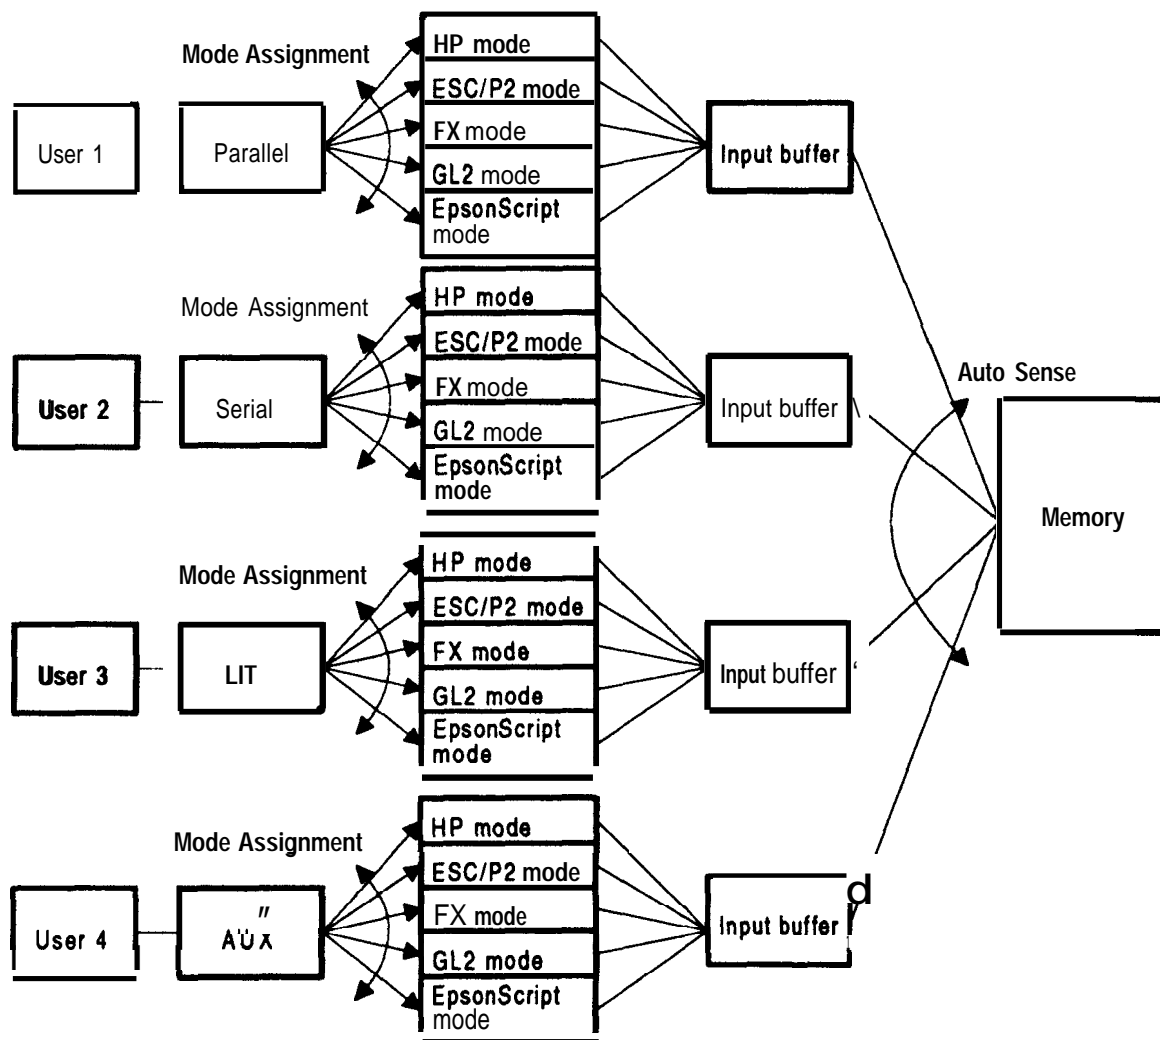 Mode Assignment
HP mode
ESC/P2 mode
FX mode
GL2 mode
EpsonScript
mode
User 1
Parallel
Input buffer
Mode Assignment
HP mode
ESC/P2 mode
FX mode
GL2 mode
EpsonScript
mode
User 2
Serial
Input buffer
Auto Sense
Memory
Mode Assignment
HP mode
ESC/P2 mode
FX mode
GL2 mode
EpsonScript
mode
User 3
LIT
Input buffer
Mode Assignment
HP mode
ESC/P2 mode
FX mode
GL2 mode
EpsonScript
mode
User 4
Input buffer
d